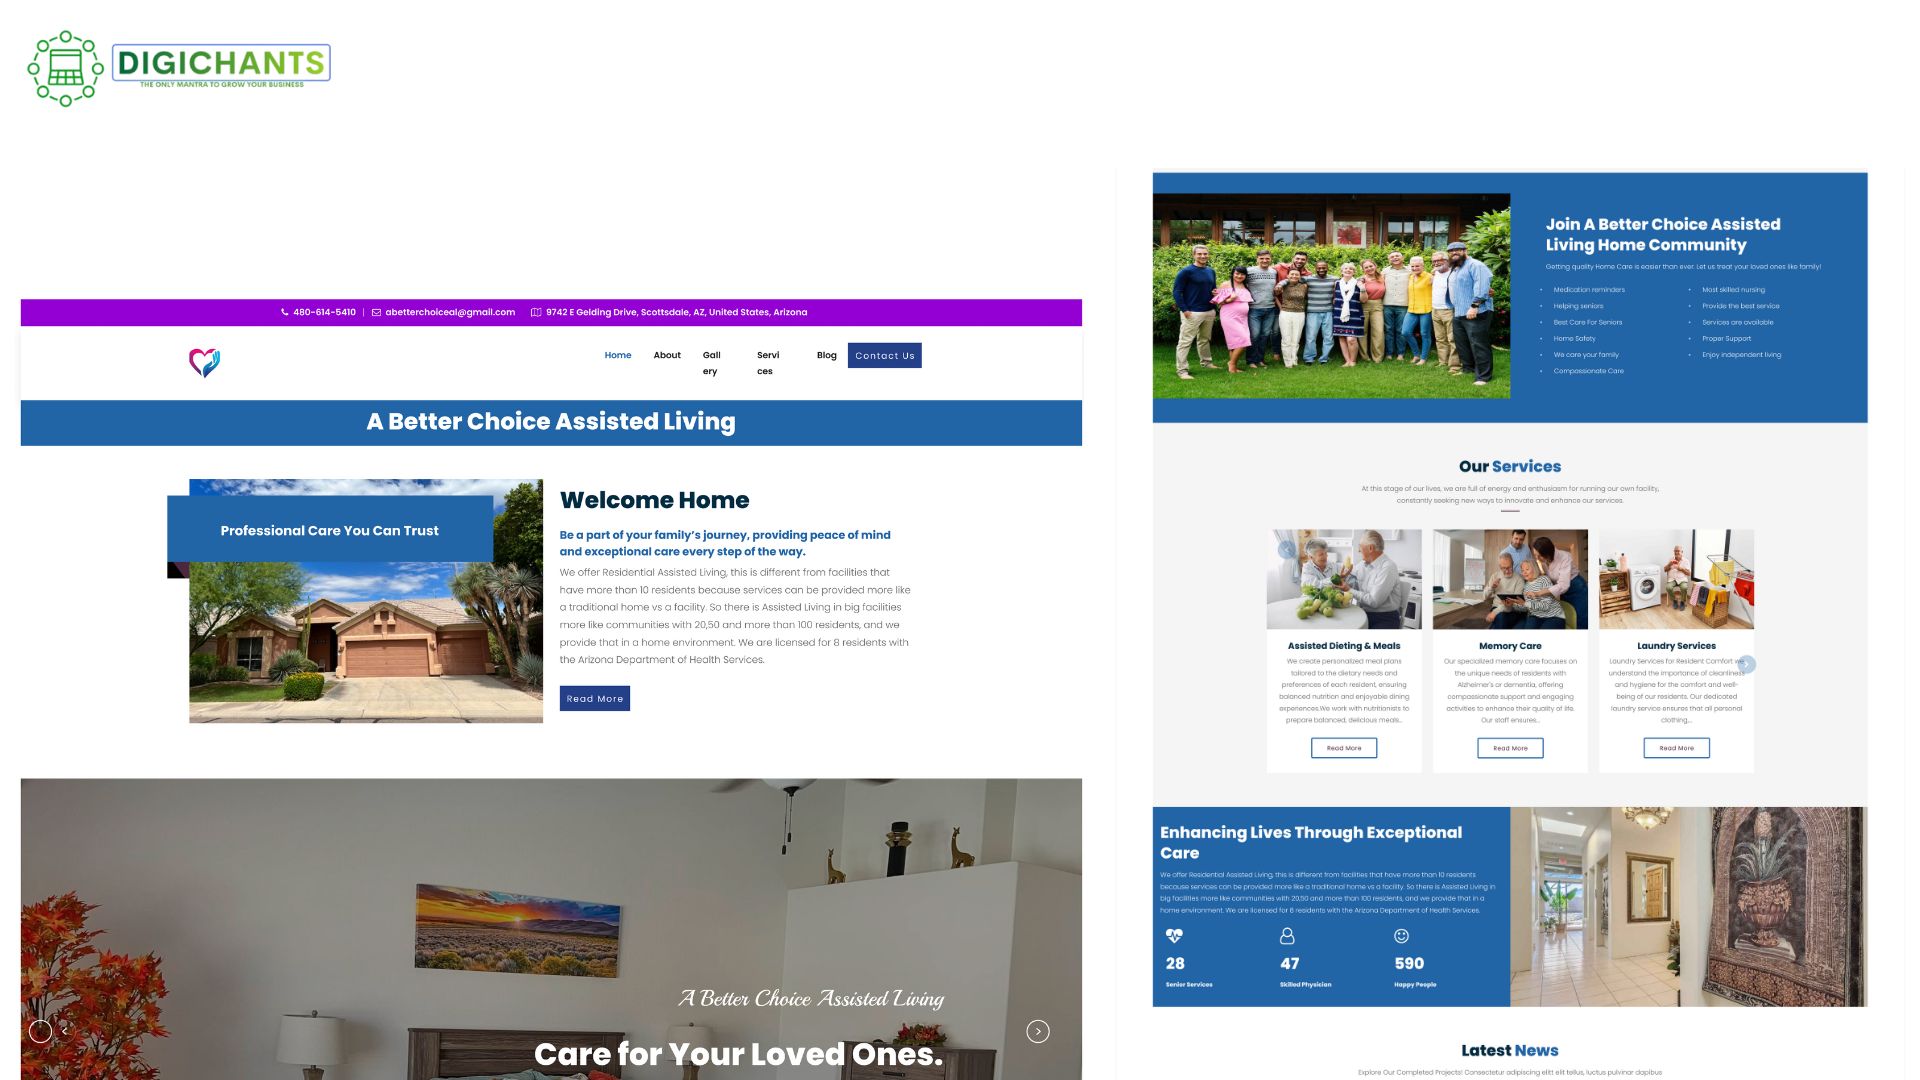 DIGICHANTS
THE ONLY MANTRA TO GROW YOUR BUSINESS
480-614-5410 | abetterchoiceal@gmail.com 9742 E Gelding Drive, Scottsdale, AZ, United States, Arizona
Home About Gall Servi Blog Contact Us
ery ces
A Better Choice Assisted Living
Professional Care You Can Trust
Welcome Home
Be a part of your family's journey, providing peace of mind
and exceptional care every step of the way.
We offer Residential Assisted Living, this is different from facilities that
have more than 10 residents because services can be provided more like
a traditional home vs a facility. So there is Assisted Living in big facilities
more like communities with 20,50 and more than 100 residents, and we
provide that in a home environment. We are licensed for 8 residents with
the Arizona Department of Health Services.
Read More
A Better Choice Assisted Living
Care for Your Loved Ones.
Join A Better Choice Assisted
Living Home Community
Getting quality Home Care is easier than ever. Let us treat your loved ones like family!
• Medication reminders
• Helping seniors
• Best Care For Seniors
• Home Safety
• We care your family
• Compassionate Care
• Most skilled nursing
• Provide the best service
• Services are available
• Proper Support
• Enjoy independent living
Our Services
At this stage of our lives, we are full of energy and enthusiasm for running our own facility,
constantly seeking new ways to innovate and enhance our services.
Assisted Dieting & Meals
We create personalized meal plans
tailored to the dietary needs and
preferences of each resident, ensuring
balanced nutrition and enjoyable dining
experiences.We work with nutritionists to
prepare balanced, delicious meals...
Read More
Memory Care
Our specialized memory care focuses on
the unique needs of residents with
Alzheimer's or dementia, offering
compassionate support and engaging
activities to enhance their quality of life.
Our staff ensures...
Read More
Laundry Services
Laundry Services for Resident Comfort we
understand the importance of cleanliness
and hygiene for the comfort and well-
being of our residents. Our dedicated
laundry service ensures that all personal
clothing,...
Read More
Enhancing Lives Through Exceptional
Care
We offer Residential Assisted Living, this is different from facilities that have more than 10 residents
because services can be provided more like a traditional home vs a facility. So there is Assisted Living in
big facilities more like communities with 20,50 and more than 100 residents, and we provide that in a
home environment. We are licensed for 8 residents with the Arizona Department of Health Services.
28 47 590
Senior Services Skilled Physician Happy People
Latest News
Explore Our Completed Projects! Consectetur adipiscing elitt elit tellus, luctus pulvinar dapibus